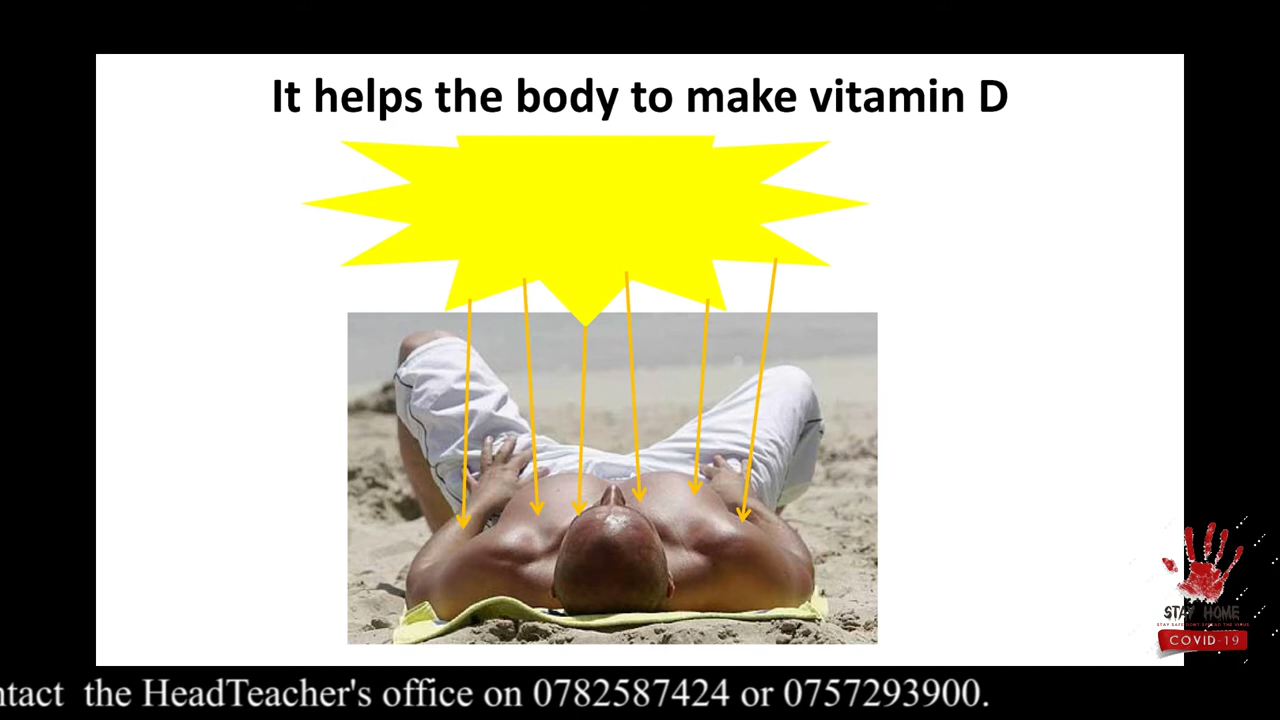 It helps the body to make vitamin D
STAY HOME
COVID-19
ntact the HeadTeacher's office on 0782587424 or 0757293900.